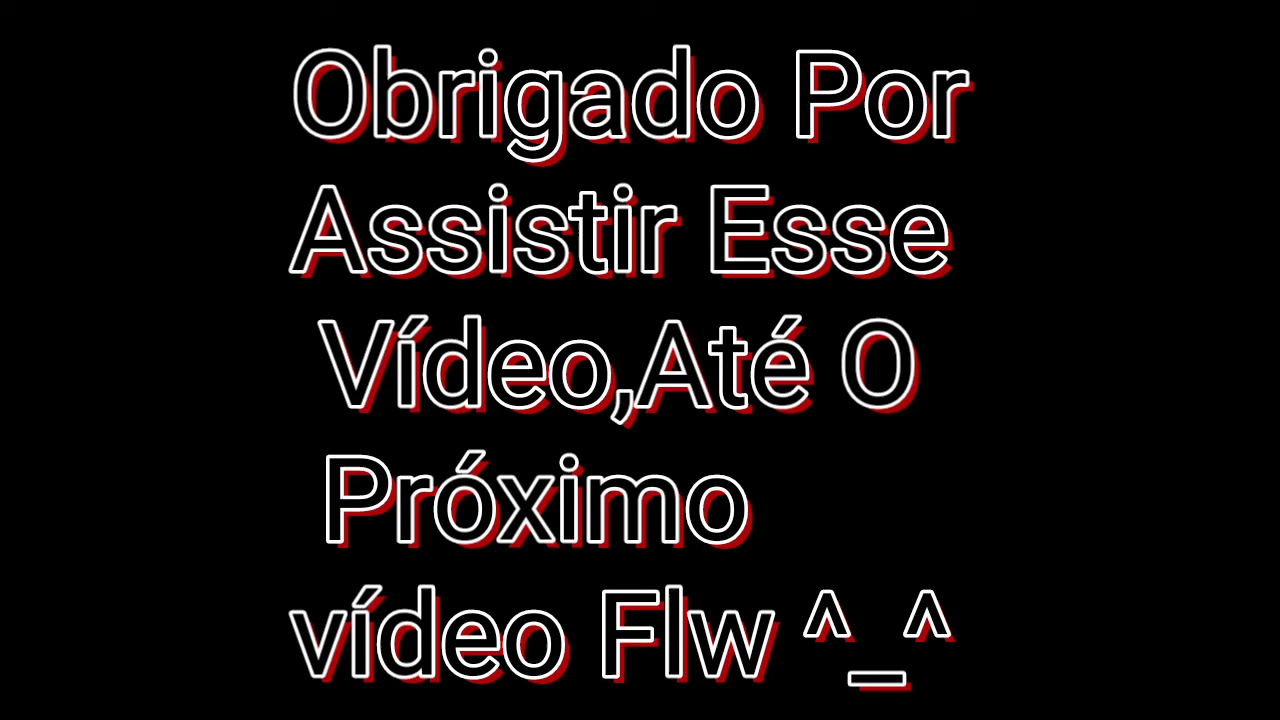 Obrigado Por
Assistir Esse
Vídeo,Até O
Próximo
vídeo Flw ^_^